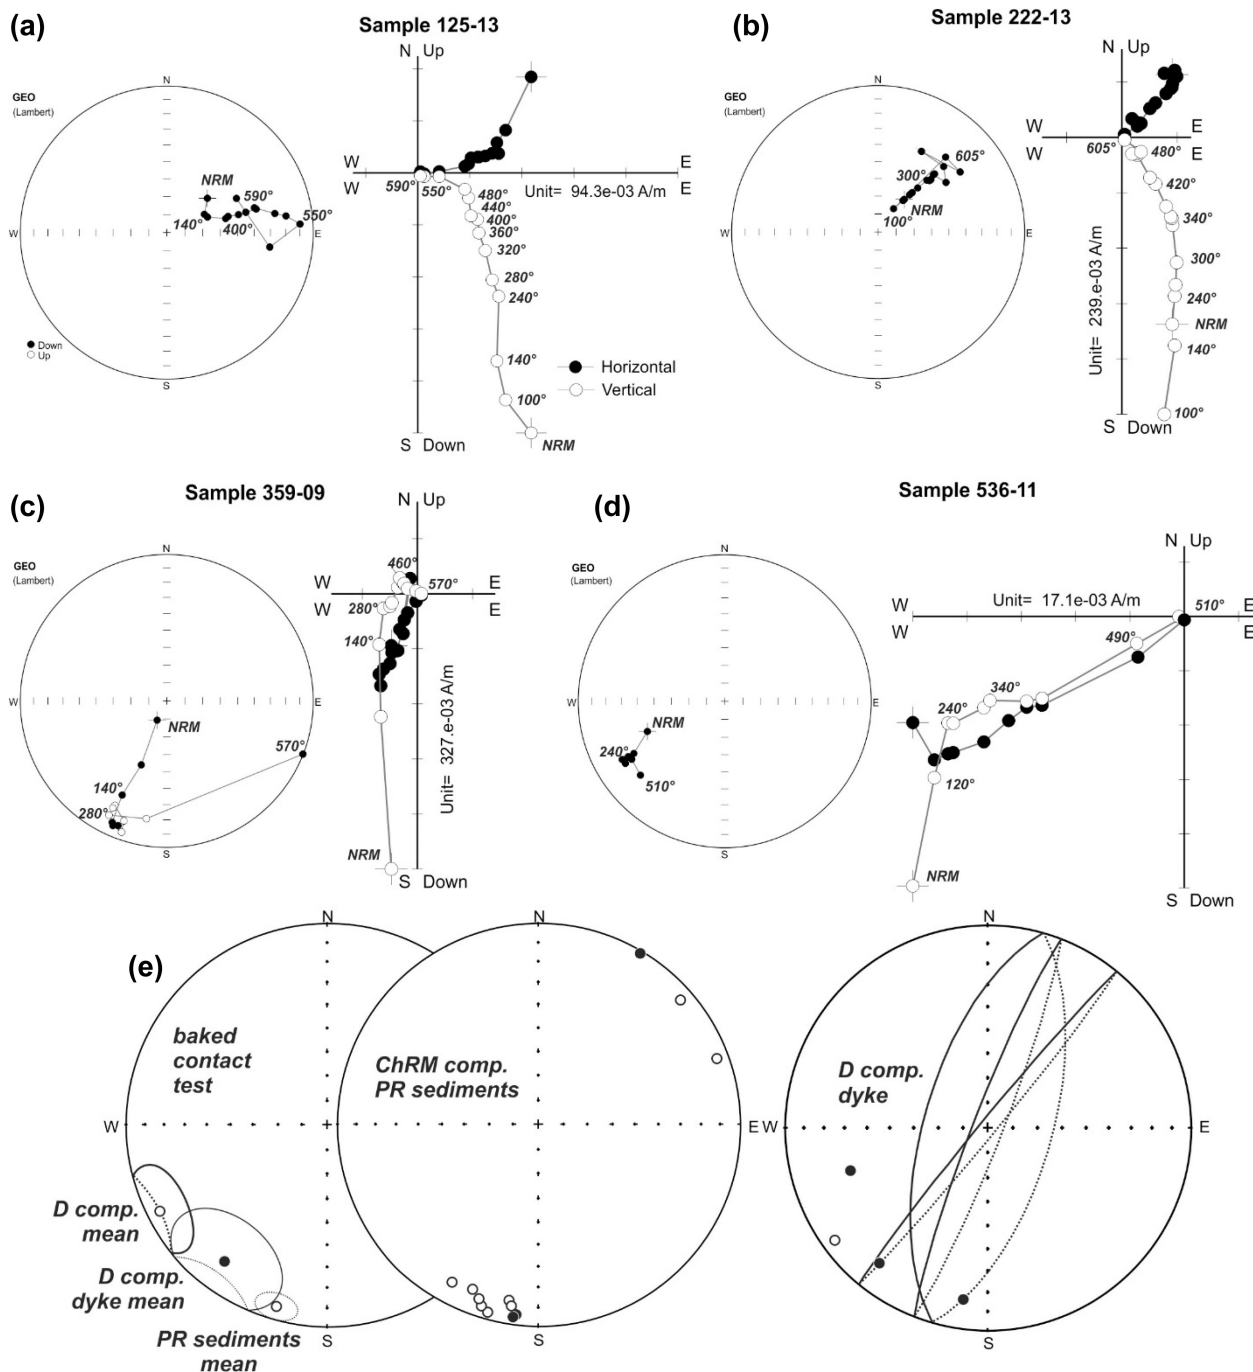 (a)
Sample 125-13
GEO
(Lambert)
N
W
E
S
NRM
590°
550°
140°
400°
Down
Up
N Up
W
E
W
E
590°
550°
480°
Unit= 94.3e-03 A/m
440°
400°
360°
320°
280°
240°
140°
100°
NRM
S Down
Horizontal
Vertical
(b)
Sample 222-13
GEO
(Lambert)
N
W
E
S
605°
300°
NRM
100°
N Up
W
E
W
E
605°
480°
420°
340°
300°
240°
NRM
140°
100°
Unit= 239.e-03 A/m
S Down
(c)
Sample 359-09
GEO
(Lambert)
N
W
E
S
NRM
570°
140°
280°
N Up
460°
570°
W
E
W
E
280°
140°
Unit= 327.e-03 A/m
NRM
S Down
(d)
Sample 536-11
GEO
(Lambert)
N
W
E
S
NRM
240°
510°
N Up
W
E
W
E
Unit= 17.1e-03 A/m
510°
490°
340°
240°
120°
NRM
S Down
(e)
N
W
S
baked
contact
test
D comp.
mean
D comp.
dyke mean
PR sediments
mean
N
E
S
ChRM comp.
PR sediments
N
W
E
S
D comp.
dyke